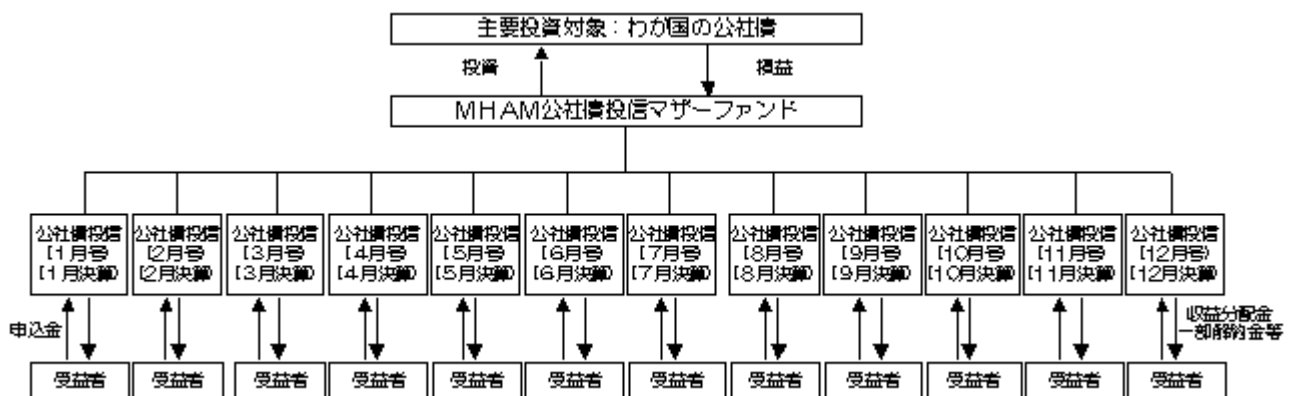 主要投資対象：わが国の公社債
投資
損益
MHAM公社債投信マザーファンド
公社債投信
[1月号
[1月決算)
公社債投信
[2月号
[2月決算)
公社債投信
[3月号
[3月決算)
公社債投信
[4月号
[4月決算)
公社債投信
[5月号
[5月決算)
公社債投信
[6月号
[6月決算)
公社債投信
[7月号
[7月決算)
公社債投信
[8月号
[8月決算)
公社債投信
[9月号
[9月決算)
公社債投信
[10月号
[10月決算)
公社債投信
[11月号
[11月決算)
公社債投信
[12月号)
[12月決算)
申込金
収益分配金
一部解約金等
受益者
受益者
受益者
受益者
受益者
受益者
受益者
受益者
受益者
受益者
受益者
受益者